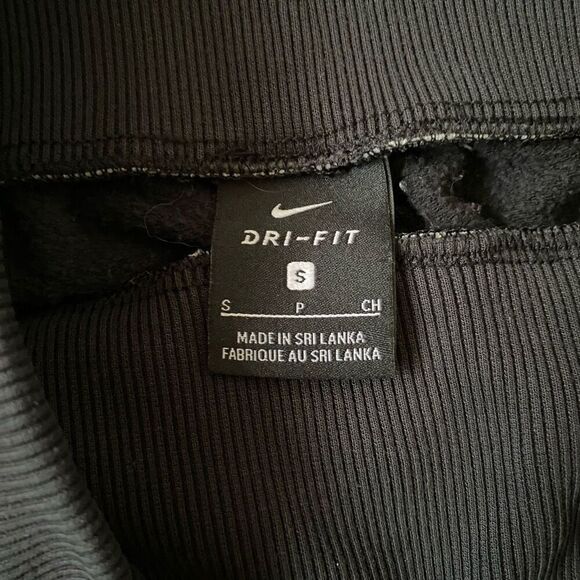 DRI-FIT
S
S P CH
MADE IN SRI LANKA
FABRIQUE AU SRI LANKA